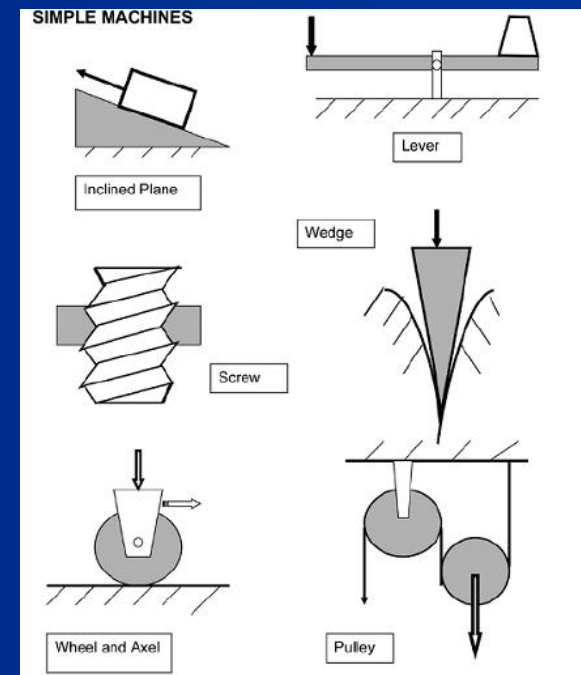 SIMPLE MACHINES
Inclined Plane
Lever
Wedge
Screw
Wheel and Axel
Pulley